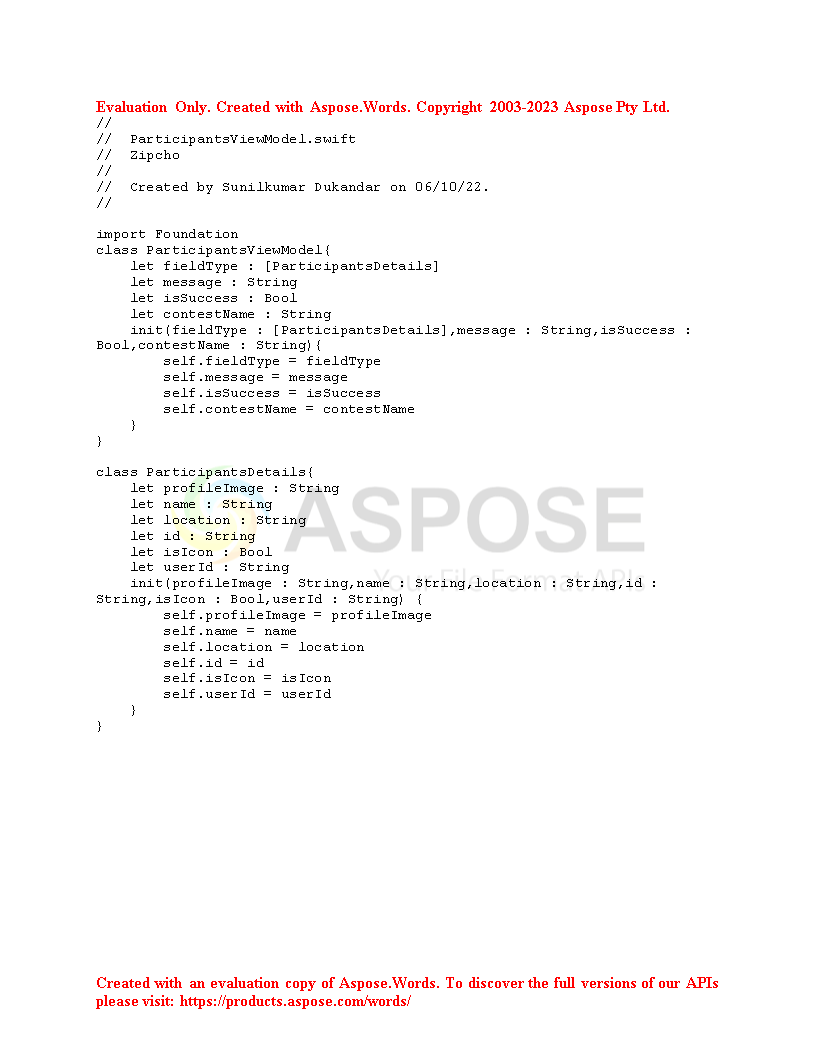 Evaluation Only. Created with Aspose.Words. Copyright 2003-2023 Aspose Pty Ltd.
//
//  ParticipantsViewModel.swift
//  Zipcho
//
//  Created by Sunilkumar Dukandar on 06/10/22.
//

import Foundation
class ParticipantsViewModel{
    let fieldType : [ParticipantsDetails]
    let message : String
    let isSuccess : Bool
    let contestName : String
    init(fieldType : [ParticipantsDetails],message : String,isSuccess :
Bool,contestName : String){
        self.fieldType = fieldType
        self.message = message
        self.isSuccess = isSuccess
        self.contestName = contestName
    }
}

class ParticipantsDetails{
    let profileImage : String
    let name : String
    let location : String
    let id : String
    let isIcon : Bool
    let userId : String
    init(profileImage : String,name : String,location : String,id :
String,isIcon : Bool,userId : String) {
        self.profileImage = profileImage
        self.name = name
        self.location = location
        self.id = id
        self.isIcon = isIcon
        self.userId = userId
    }
}
ASPOSE
Your File Format API
Created with an evaluation copy of Aspose.Words. To discover the full versions of our APIs
please visit: https://products.aspose.com/words/